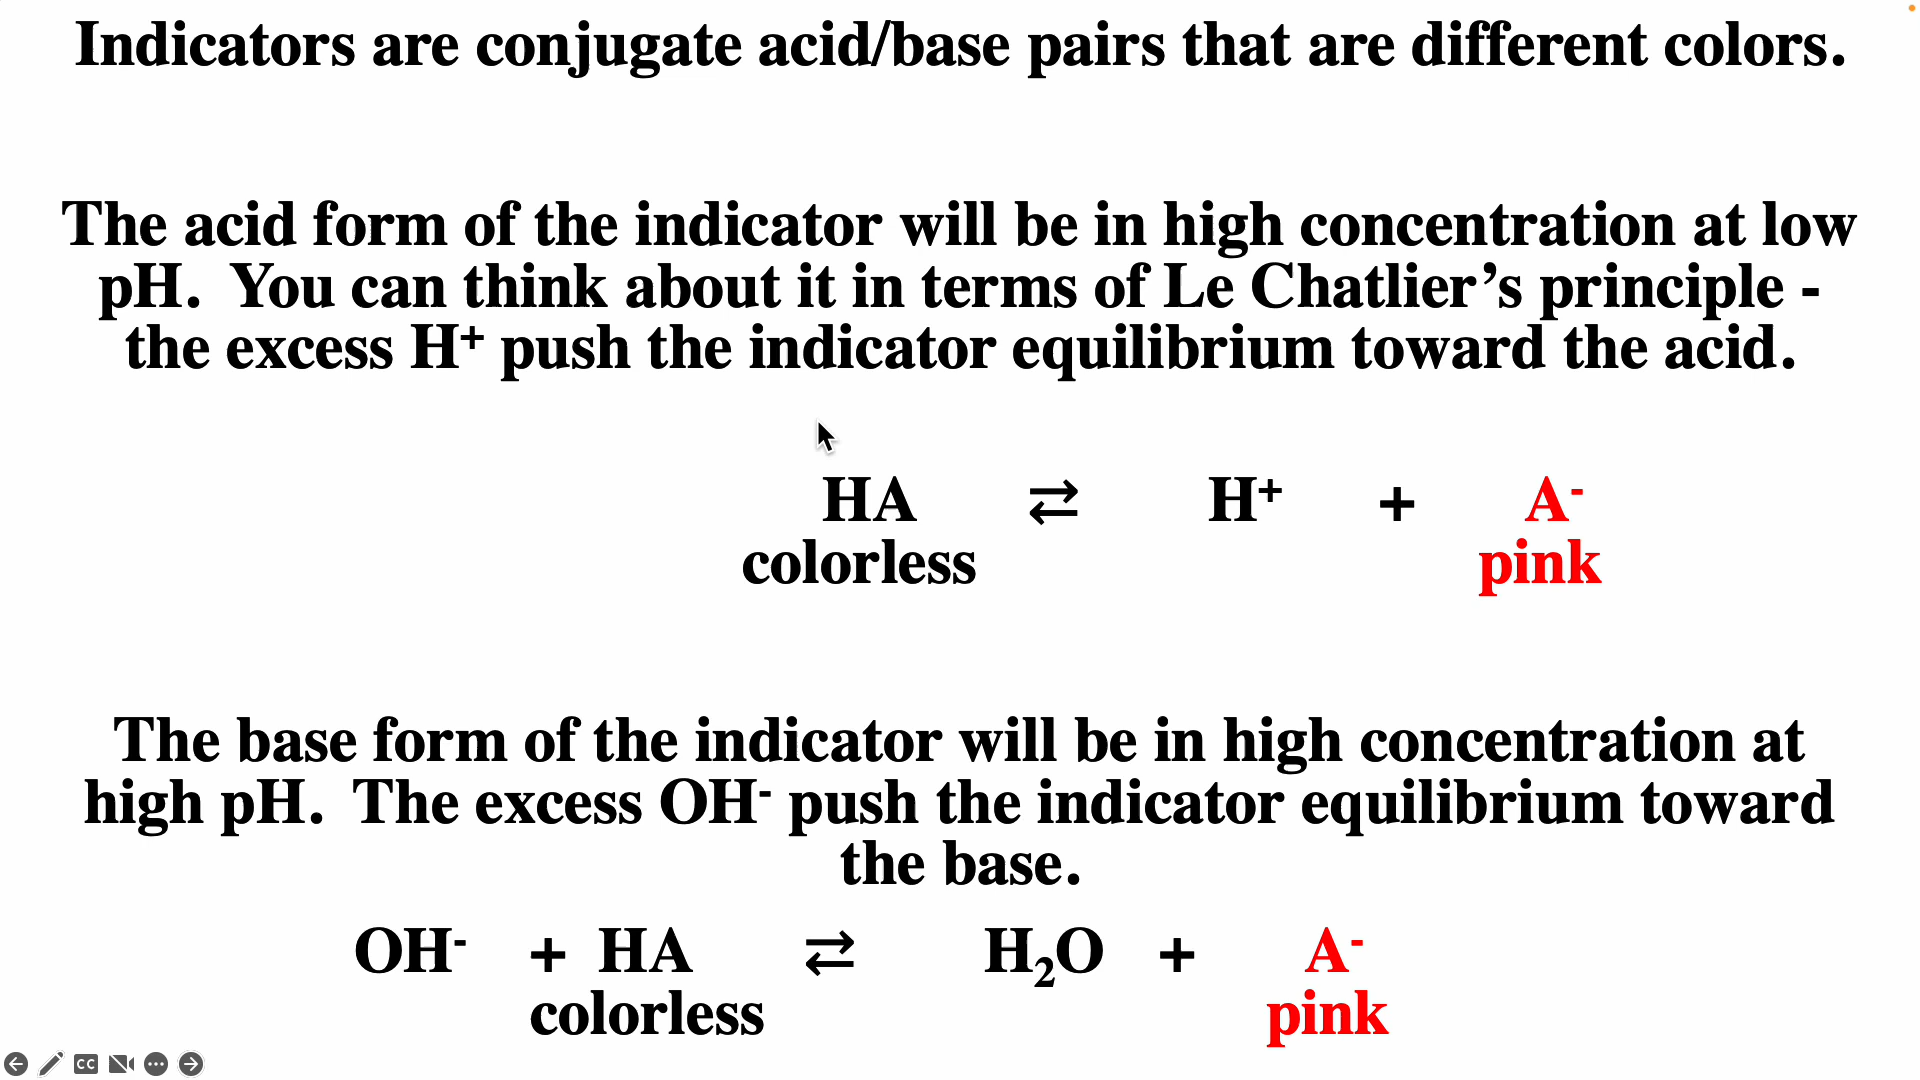 Indicators are conjugate acid/base pairs that are different colors.
The acid form of the indicator will be in high concentration at low
pH.  You can think about it in terms of Le Chatlier’s principle -
the excess H⁺ push the indicator equilibrium toward the acid.
HA ⇄ H⁺ + A⁻
colorless pink
The base form of the indicator will be in high concentration at
high pH.  The excess OH⁻ push the indicator equilibrium toward
the base.
OH⁻ + HA ⇄ H₂O + A⁻
colorless pink
CC